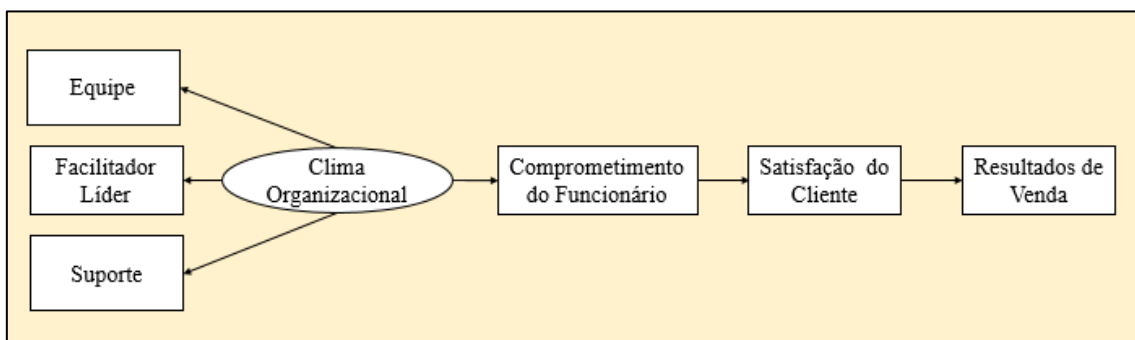 Equipe
Facilitador
Líder
Suporte
Clima
Organizacional
Comprometimento
do Funcionário
Satisfação do
Cliente
Resultados de
Venda